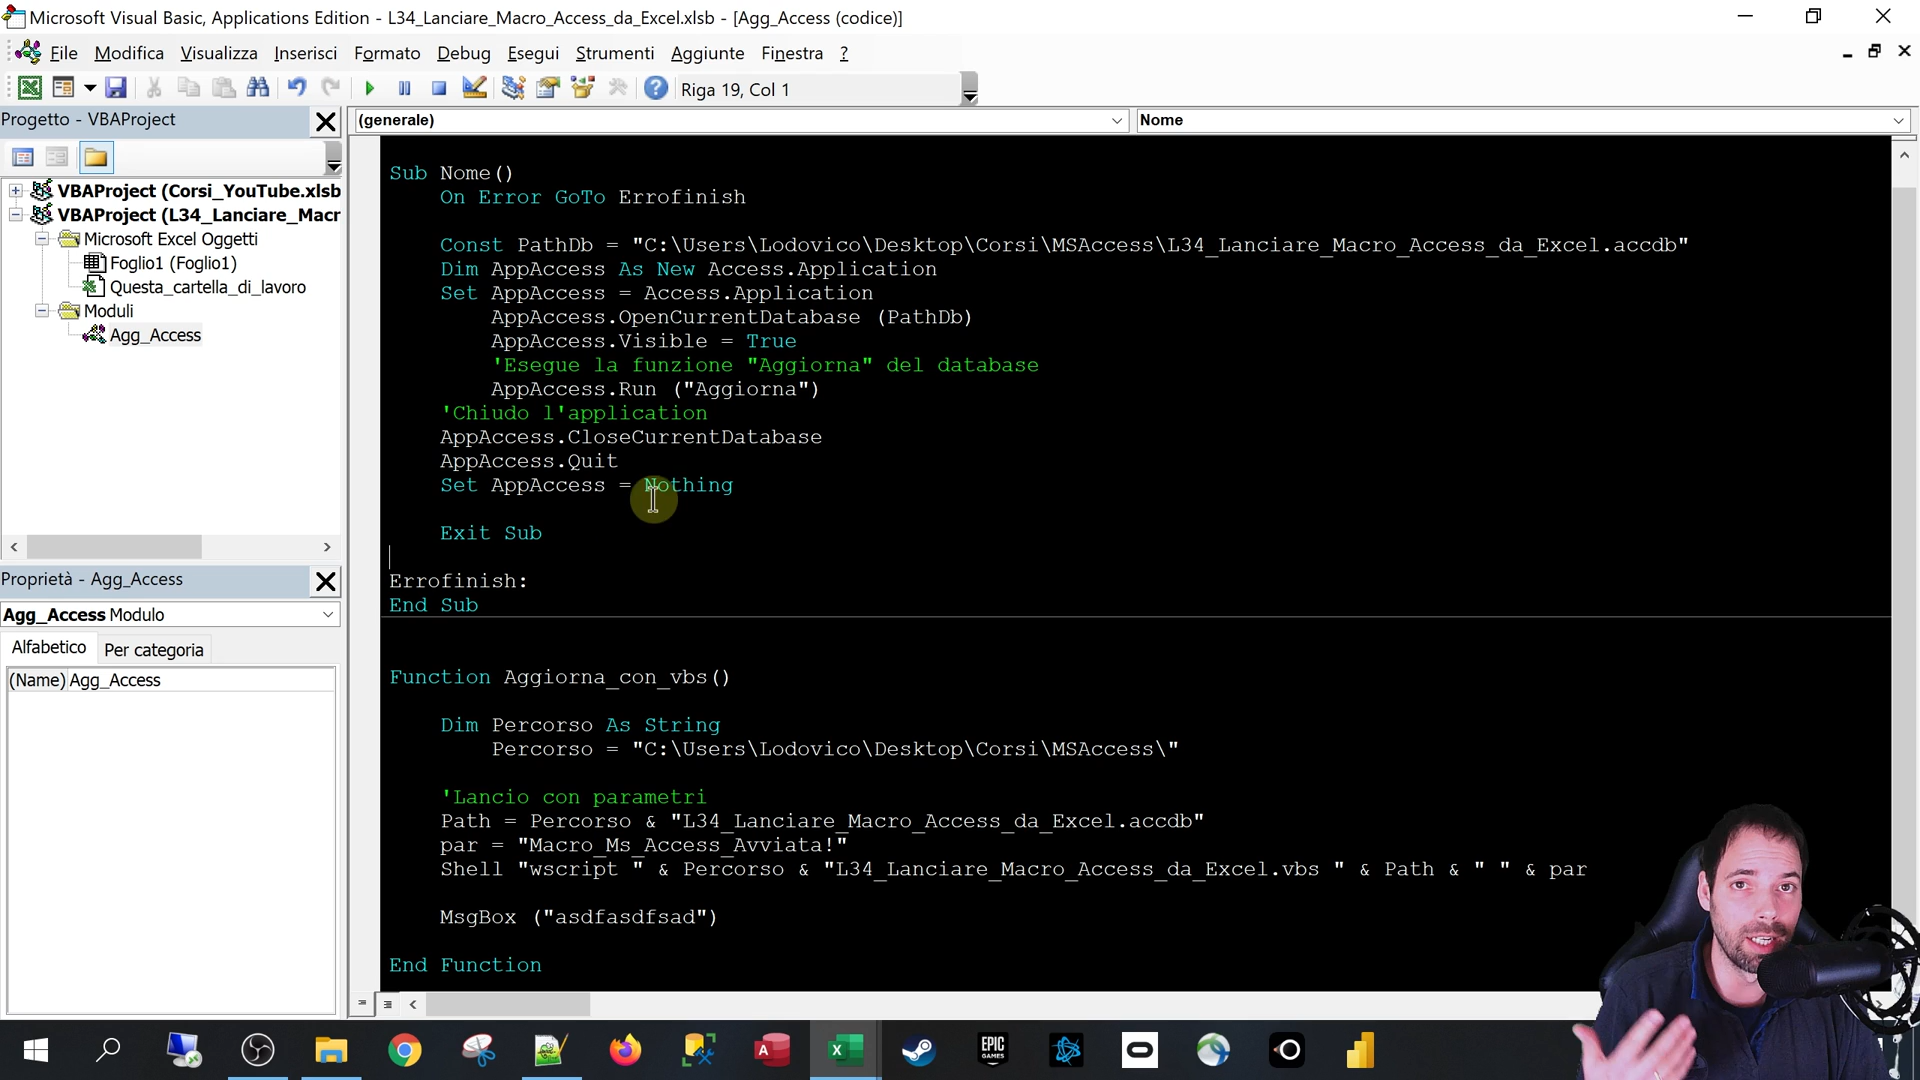 Microsoft Visual Basic, Applications Edition - L34_Lanciare_Macro_Access_da_Excel.xlsb - [Agg_Access (codice)]
File Modifica Visualizza Inserisci Formato Debug Esegui Strumenti Aggiunte Finestra ?
Riga 19, Col 1
Progetto - VBAProject
VBAProject (Corsi_YouTube.xlsb
VBAProject (L34_Lanciare_Macr
Microsoft Excel Oggetti
Foglio1 (Foglio1)
Questa_cartella_di_lavoro
Moduli
Agg_Access
Proprietà - Agg_Access
Agg_Access Modulo
Alfabetico Per categoria
(Name) Agg_Access
(generale) Nome
Sub Nome()
On Error GoTo Errofinish
Const PathDb = "C:\Users\Lodovico\Desktop\Corsi\MSAccess\L34_Lanciare_Macro_Access_da_Excel.accdb"
Dim AppAccess As New Access.Application
Set AppAccess = Access.Application
AppAccess.OpenCurrentDatabase (PathDb)
AppAccess.Visible = True
'Esegue la funzione "Aggiorna" del database
AppAccess.Run ("Aggiorna")
'Chiudo l'application
AppAccess.CloseCurrentDatabase
AppAccess.Quit
Set AppAccess = Nothing
Exit Sub
Errofinish:
End Sub
Function Aggiorna_con_vbs()
Dim Percorso As String
Percorso = "C:\Users\Lodovico\Desktop\Corsi\MSAccess\"
'Lancio con parametri
Path = Percorso & "L34_Lanciare_Macro_Access_da_Excel.accdb"
par = "Macro_Ms_Access_Avviata!"
Shell "wscript " & Percorso & "L34_Lanciare_Macro_Access_da_Excel.vbs " & Path & " " & par
MsgBox ("asdfasdfsad")
End Function
EPIC
GAMES